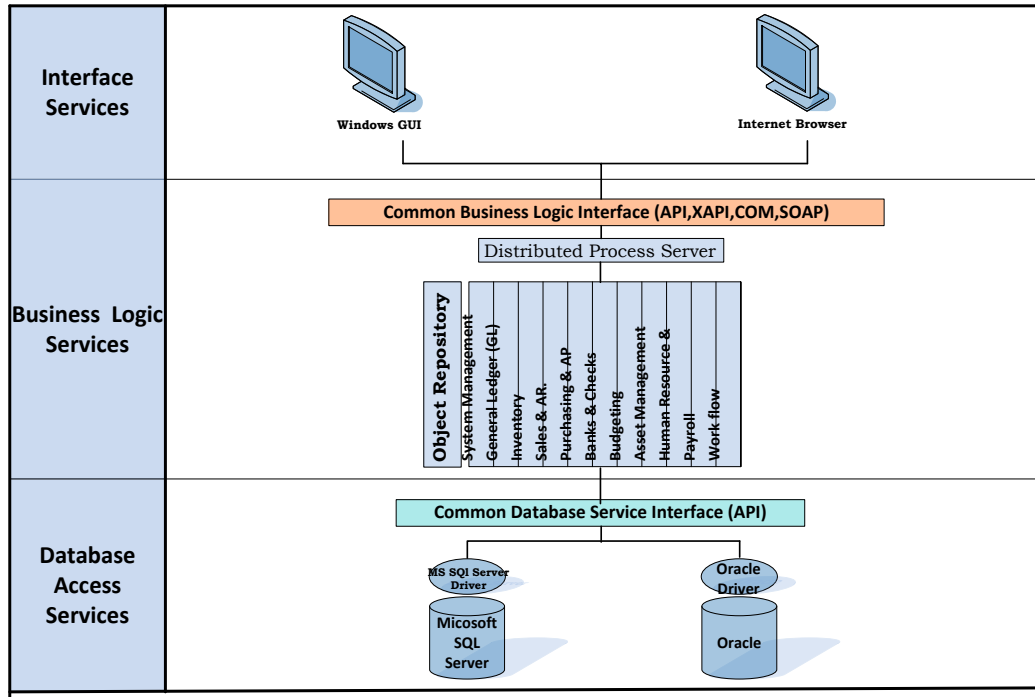 Interface
Services
Windows GUI
Internet Browser
Business Logic
Services
Common Business Logic Interface (API,XAPI,COM,SOAP)
Distributed Process Server
Object Repository
System Management
General Ledger (GL)
Inventory
Sales & AR.
Purchasing & AP
Banks & Checks
Budgeting
Asset Management
Human Resource &
Payroll
Work flow
Database
Access
Services
Common Database Service Interface (API)
MS SQl Server
Driver
Oracle
Driver
Micosoft
SQL
Server
Oracle